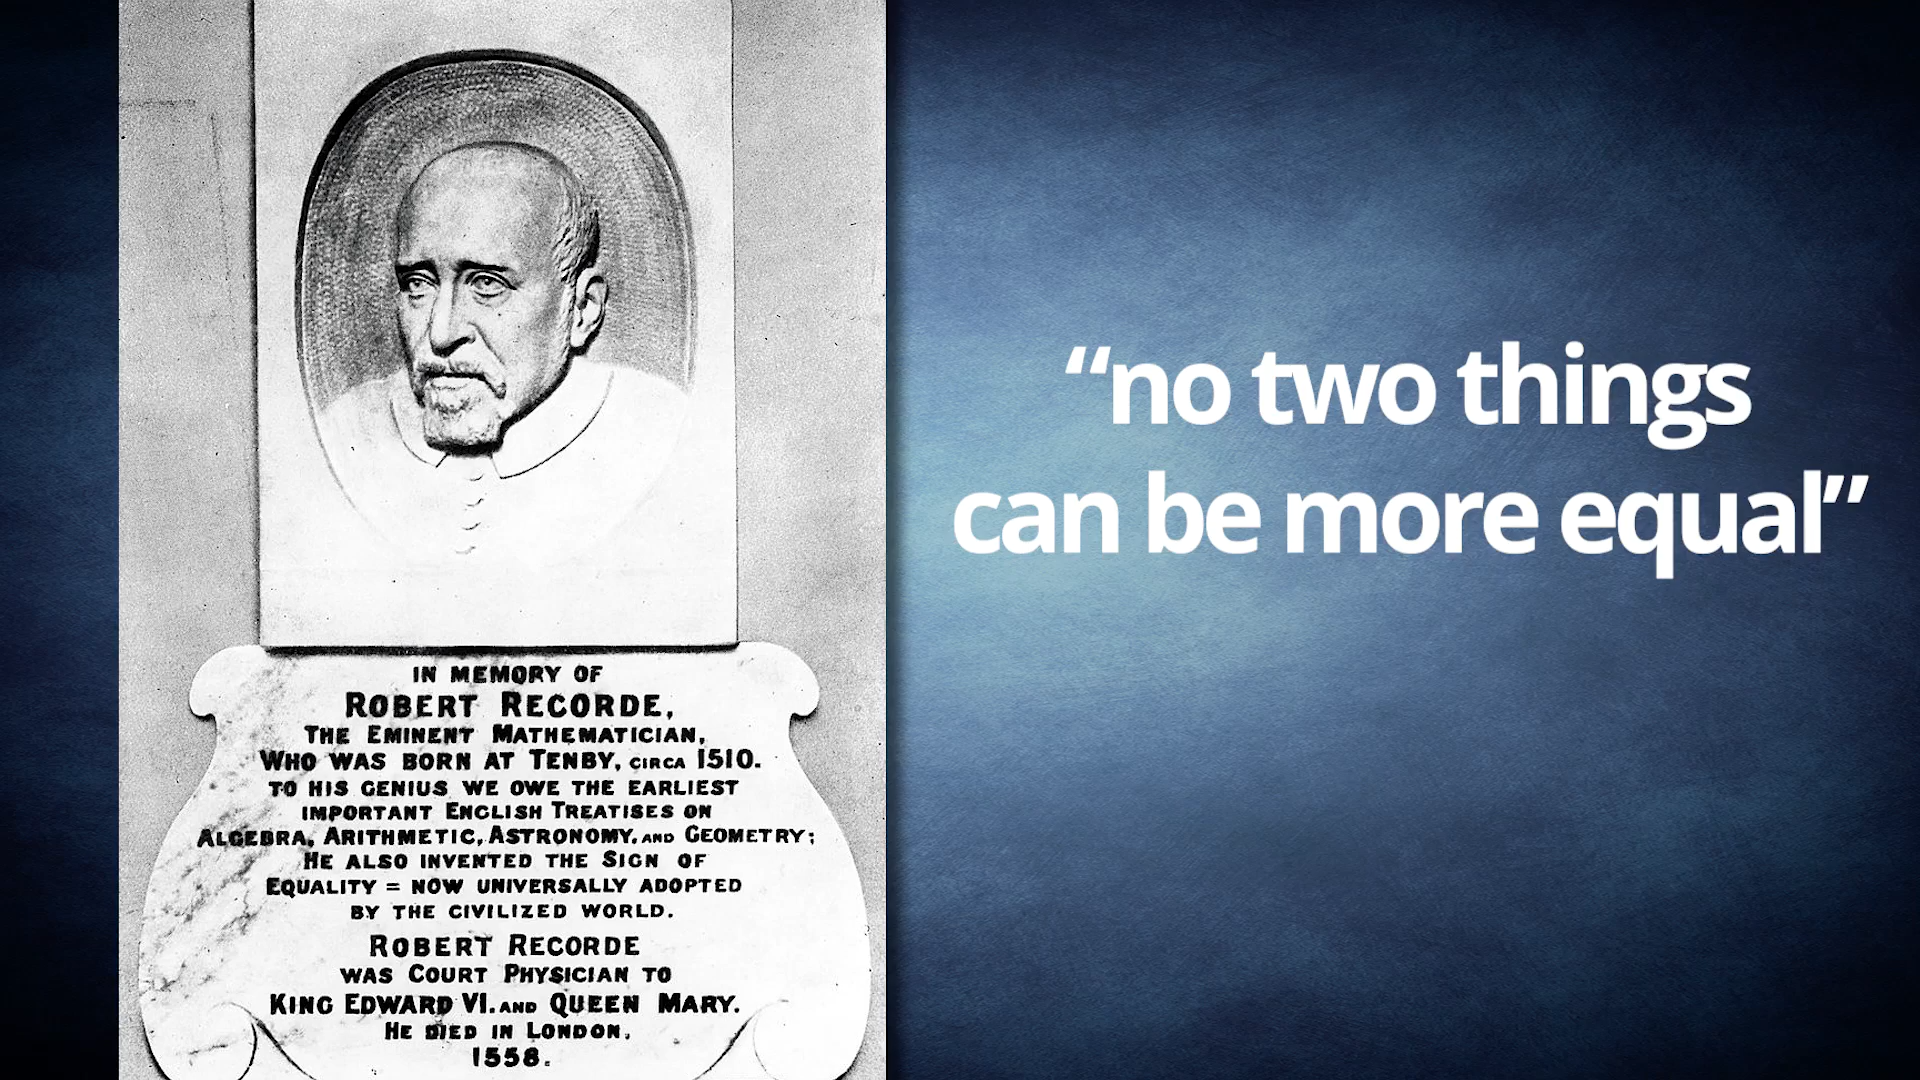 IN MEMORY OF
ROBERT RECORDE,
THE EMINENT MATHEMATICIAN,
WHO WAS BORN AT TENBY, CIRCA 1510.
TO HIS GENIUS WE OWE THE EARLIEST
IMPORTANT ENGLISH TREATISES ON
ALGEBRA, ARITHMETIC, ASTRONOMY, AND GEOMETRY;
HE ALSO INVENTED THE SIGN OF
EQUALITY = NOW UNIVERSALLY ADOPTED
BY THE CIVILIZED WORLD.
ROBERT RECORDE
WAS COURT PHYSICIAN TO
KING EDWARD VI. AND QUEEN MARY.
HE DIED IN LONDON,
1558.
“no two things
can be more equal”